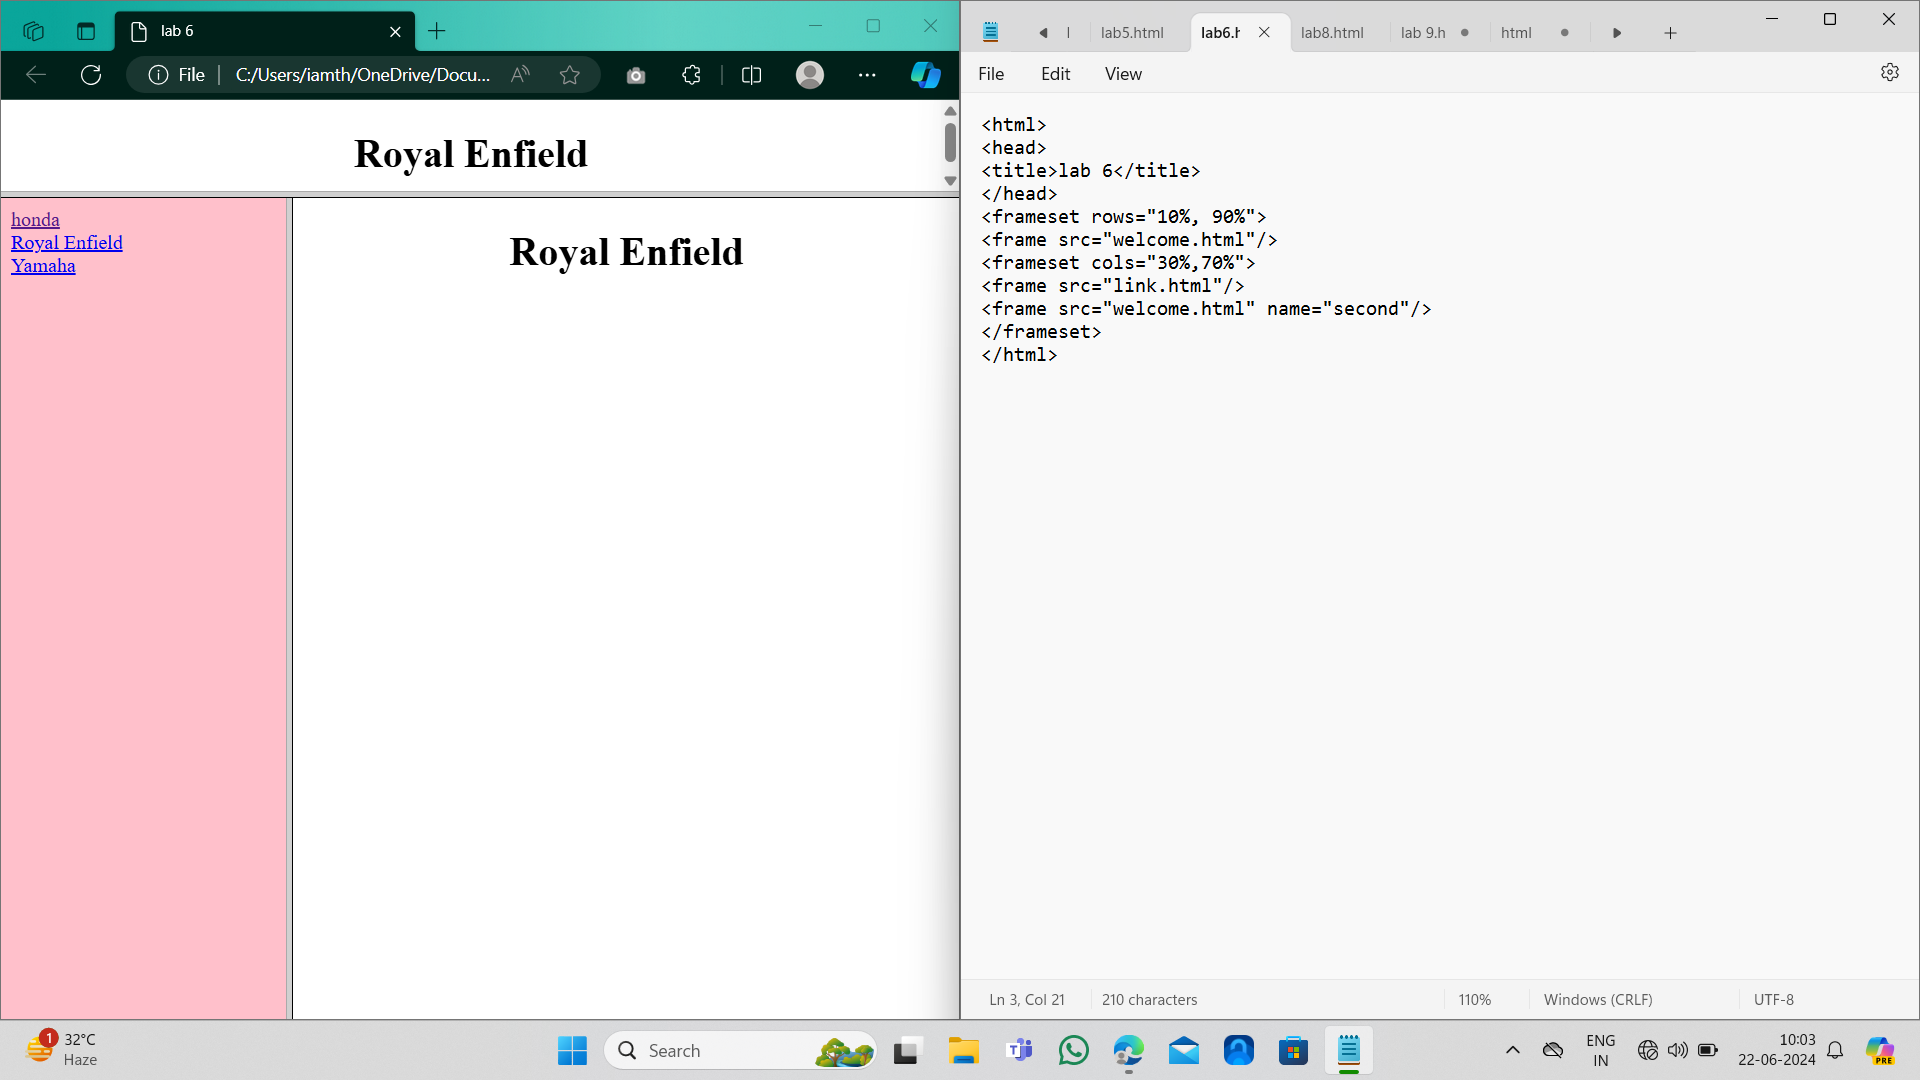 lab 6
File
C:/Users/iamth/OneDrive/Docu...
Royal Enfield
honda
Royal Enfield
Yamaha
Royal Enfield
lab5.html
lab6.h
lab8.html
lab 9.h
html
File
Edit
View
<html>
<head>
<title>lab 6</title>
</head>
<frameset rows="10%, 90%">
<frame src="welcome.html"/>
<frameset cols="30%,70%">
<frame src="link.html"/>
<frame src="welcome.html" name="second"/>
</frameset>
</html>
Ln 3, Col 21
210 characters
110%
Windows (CRLF)
UTF-8
1
32°C
Haze
Search
ENG
IN
10:03
22-06-2024
PRE